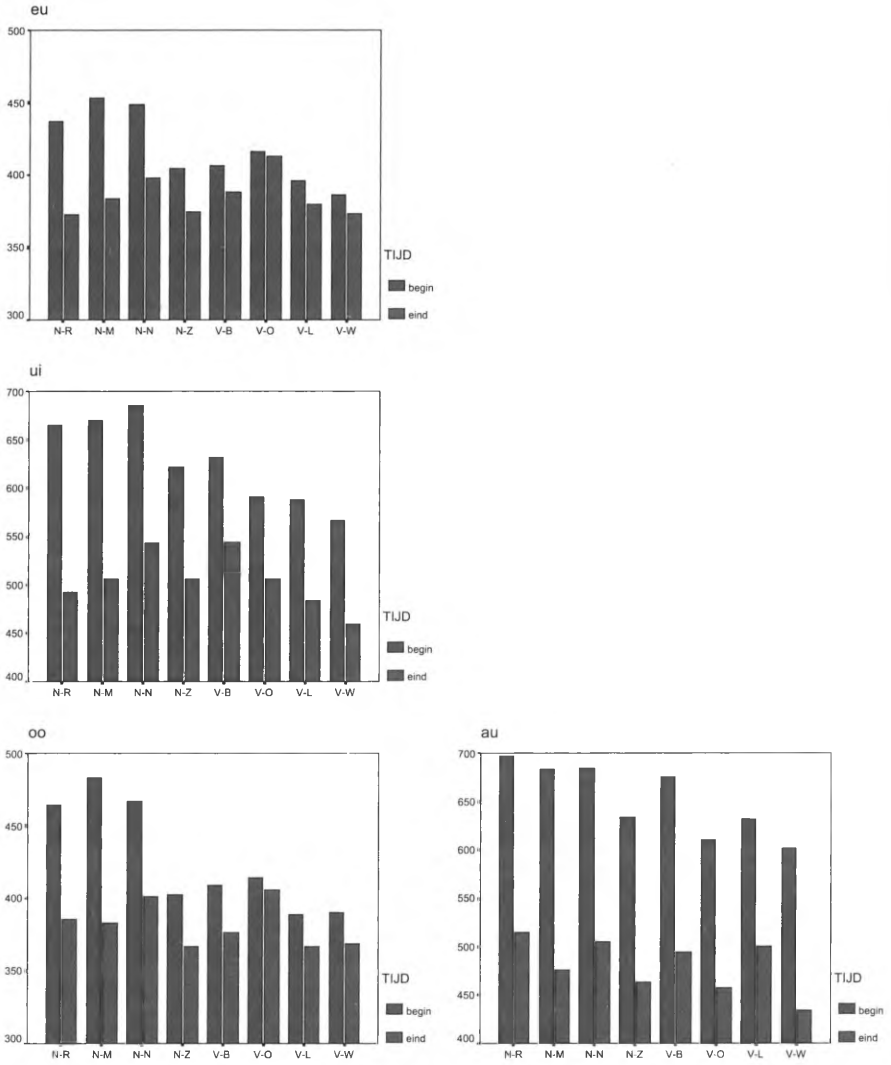 eu
500
450
400
350
300
N-R N-M N-N N-Z V-B V-O V-L V-W
TIJD
begin
eind
ui
700
650
600
550
500
450
400
N-R N-M N-N N-Z V-B V-O V-L V-W
TIJD
begin
eind
oo
500
450
400
350
300
N-R N-M N-N N-Z V-B V-O V-L V-W
TIJD
begin
eind
au
700
650
600
550
500
450
400
N-R N-M N-N N-Z V-B V-O V-L V-W
TIJD
begin
eind